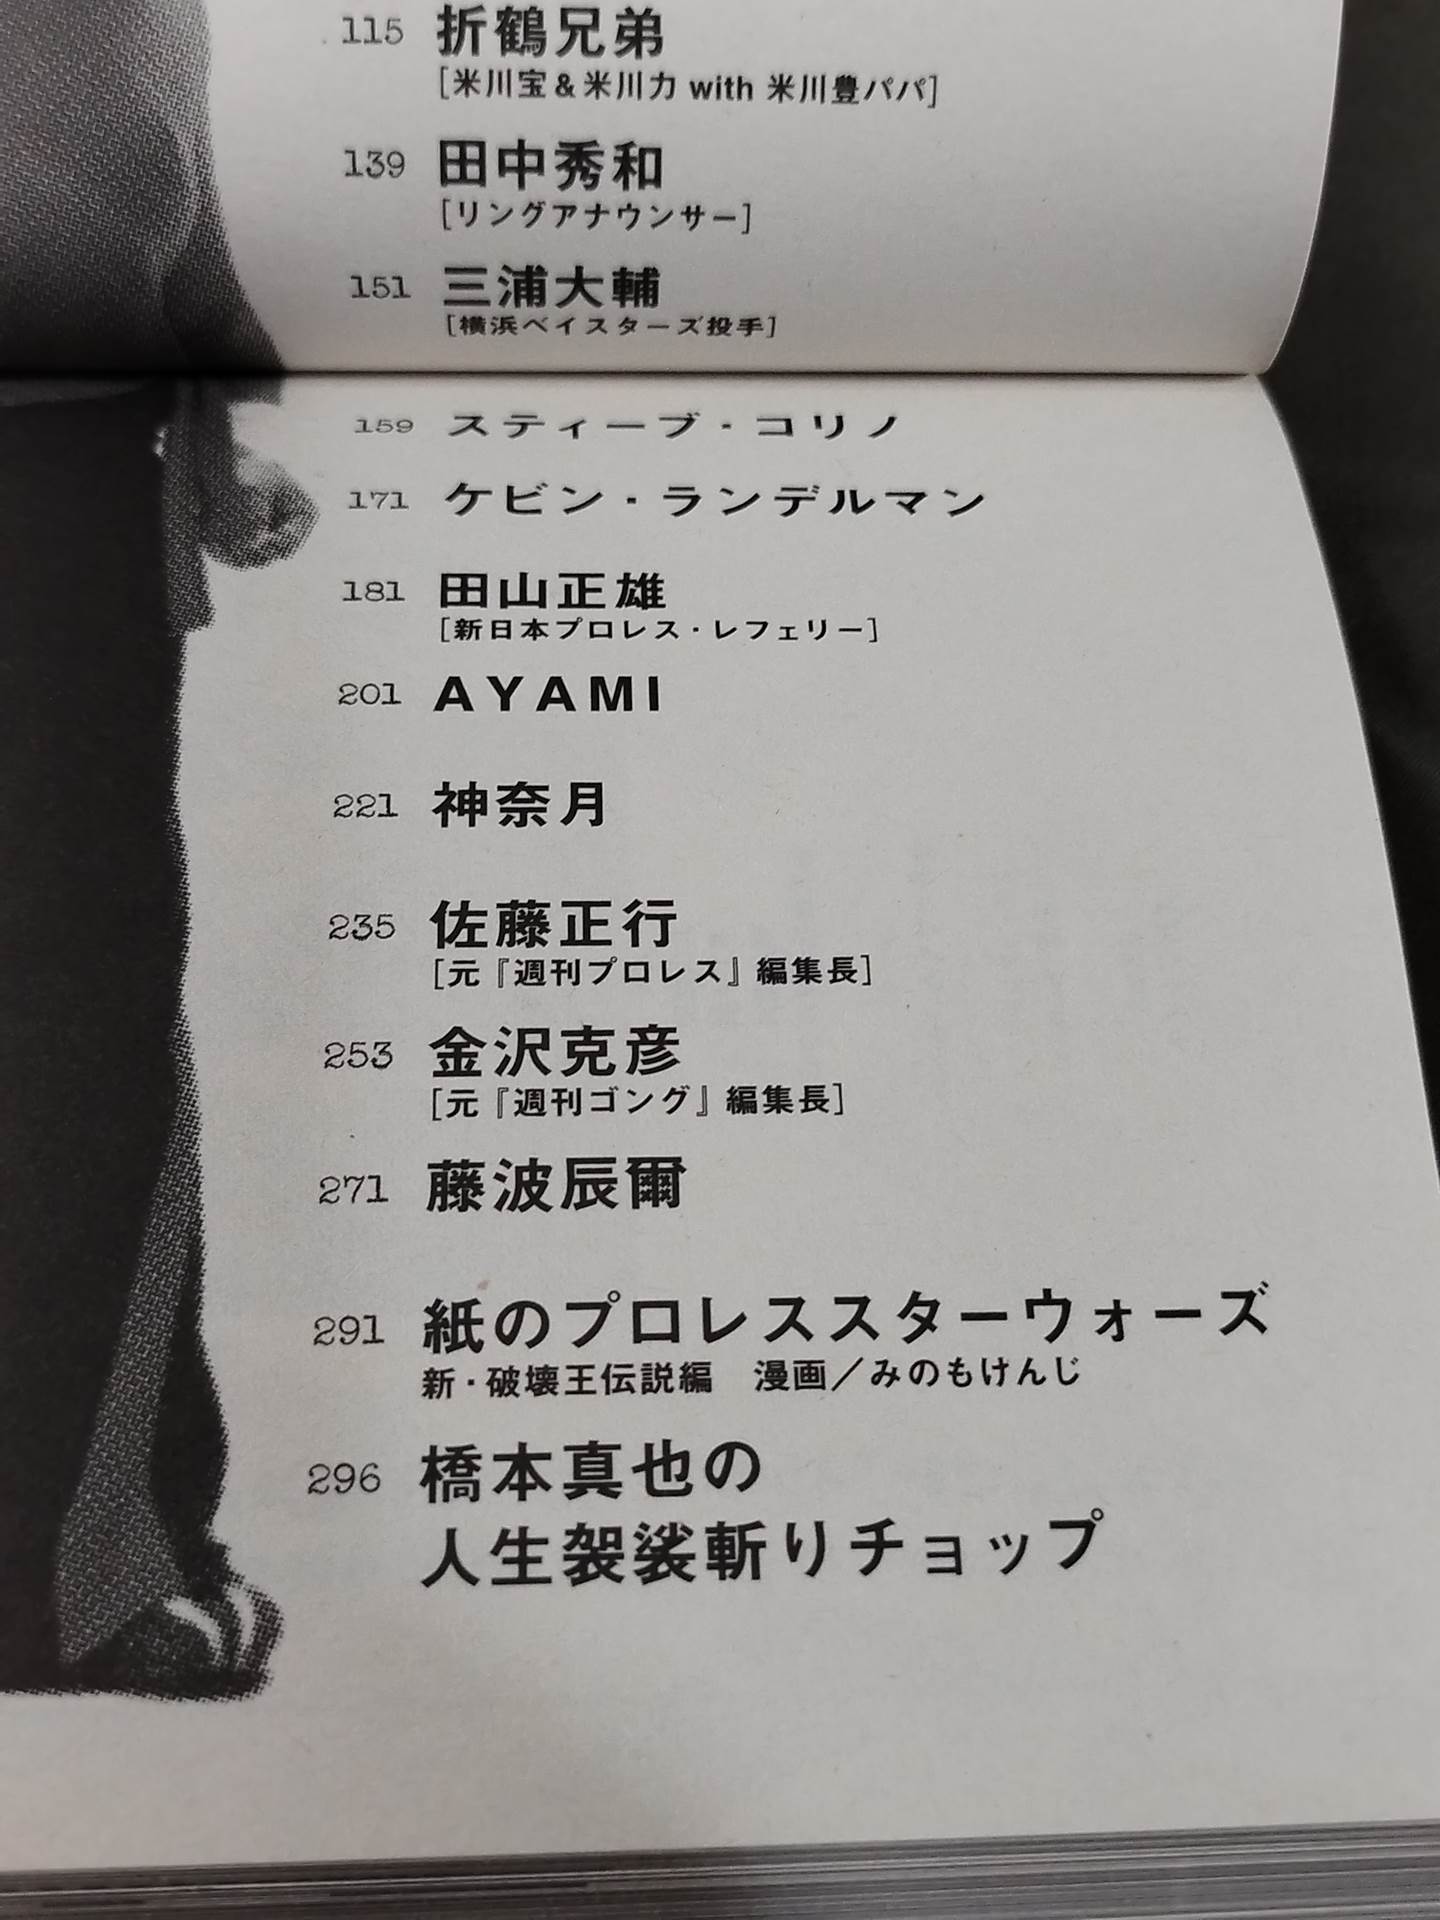 115 折鶴兄弟
[米川宝＆米川力 with 米川豊パパ]
139 田中秀和
[リングアナウンサー]
151 三浦大輔
[横浜ベイスターズ投手]
159 スティーブ・コリノ
171 ケビン・ランデルマン
181 田山正雄
[新日本プロレス・レフェリー]
201 AYAMI
221 神奈月
235 佐藤正行
[元『週刊プロレス』編集長]
253 金沢克彦
[元『週刊ゴング』編集長]
271 藤波辰爾
291 紙のプロレススターウォーズ
新・破壊王伝説編　漫画／みのもけんじ
296 橋本真也の
人生袈裟斬りチョップ